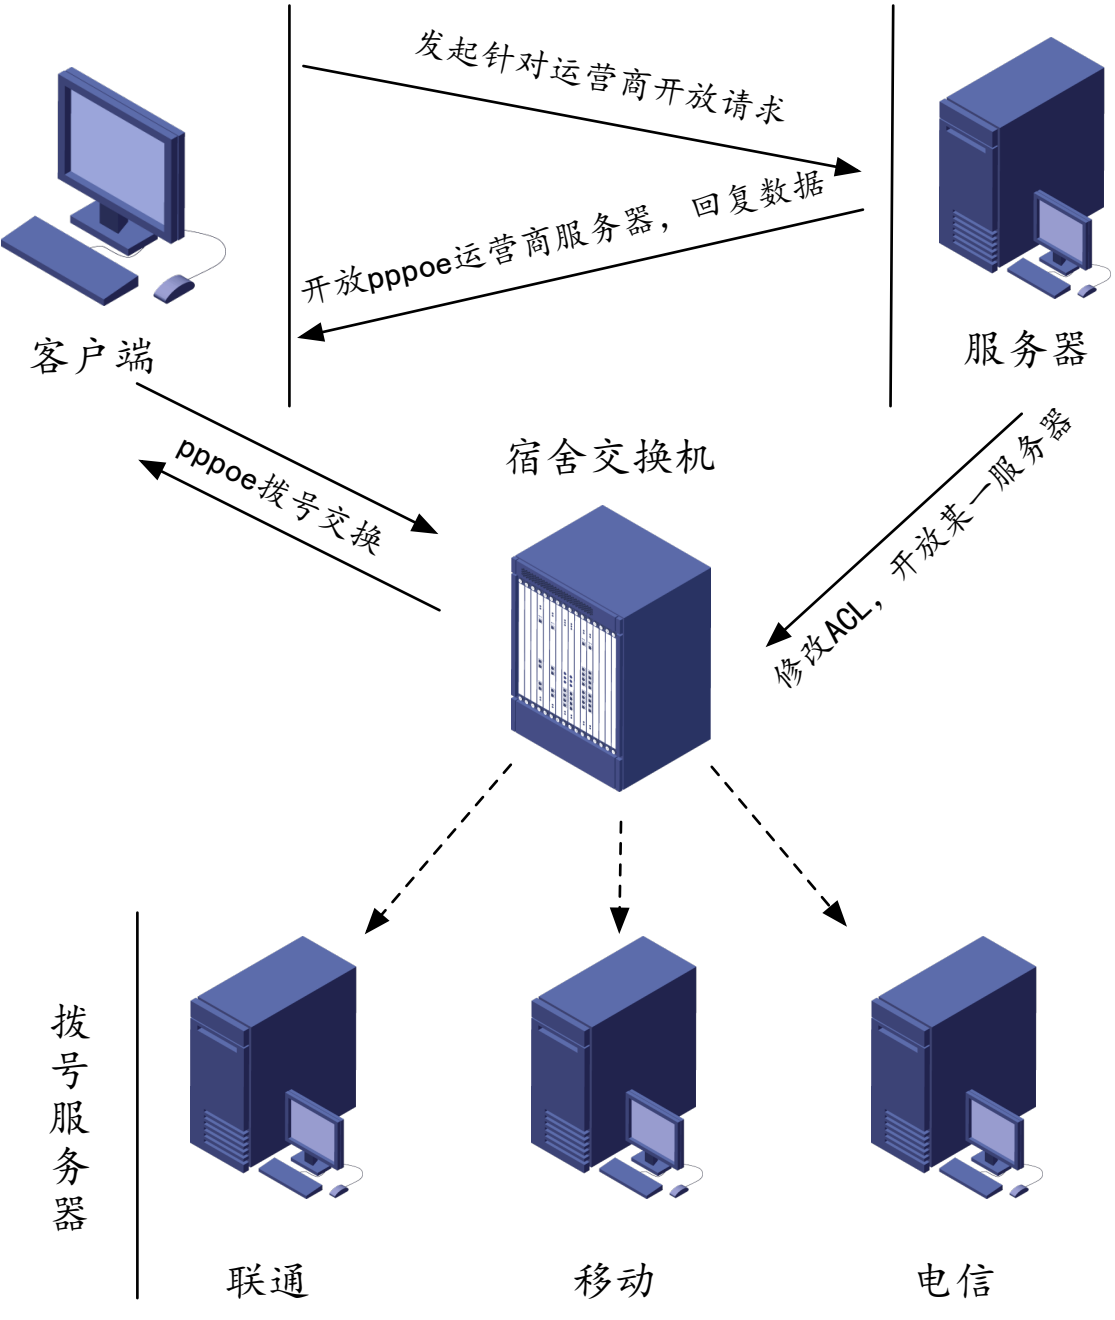 发起针对运营商开放请求
开放pppoe运营商服务器，回复数据
客户端
服务器
pppoe拨号交换
宿舍交换机
修改ACL，开放某一服务器
拨号服务器
联通
移动
电信